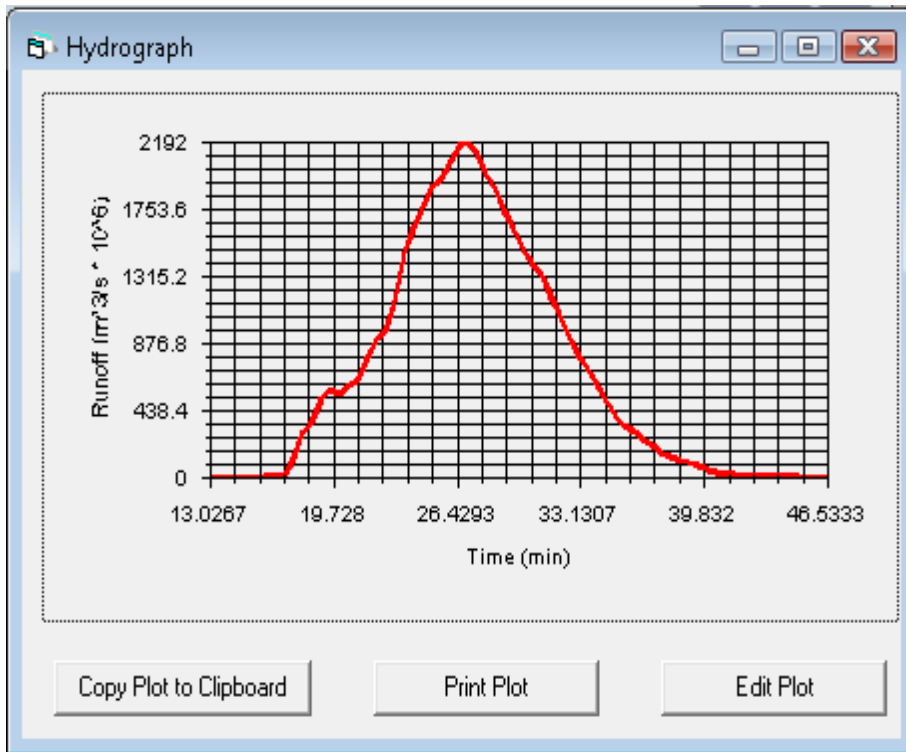 Hydrograph
2192
1753.6
1315.2
876.8
438.4
0
Runoff (m^3/s * 10^6)
13.0267 19.728 26.4293 33.1307 39.832 46.5333
Time (min)
Copy Plot to Clipboard Print Plot Edit Plot